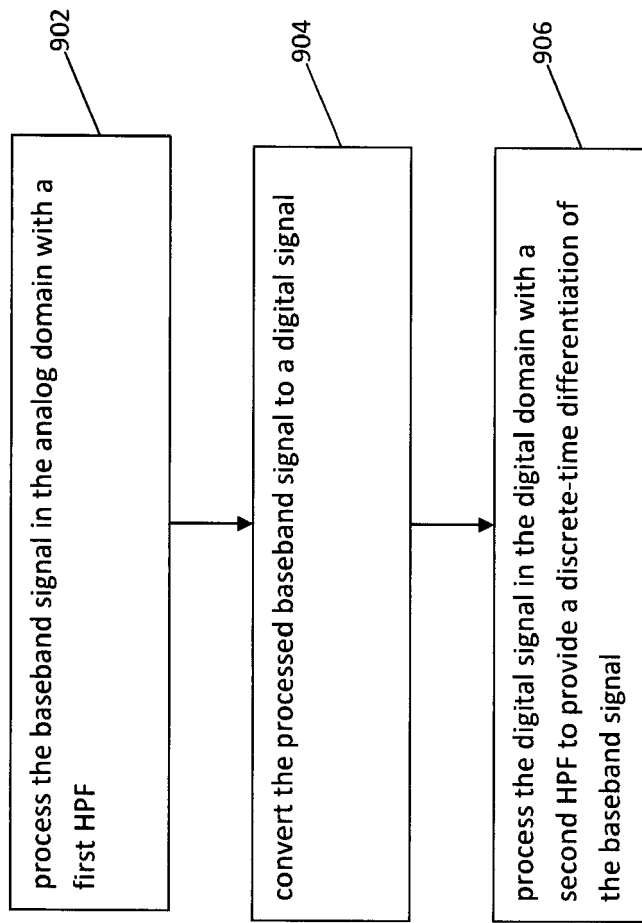 process the baseband signal in the analog domain with a
first HPF
902
convert the processed baseband signal to a digital signal
904
process the digital signal in the digital domain with a
second HPF to provide a discrete-time differentiation of
the baseband signal
906